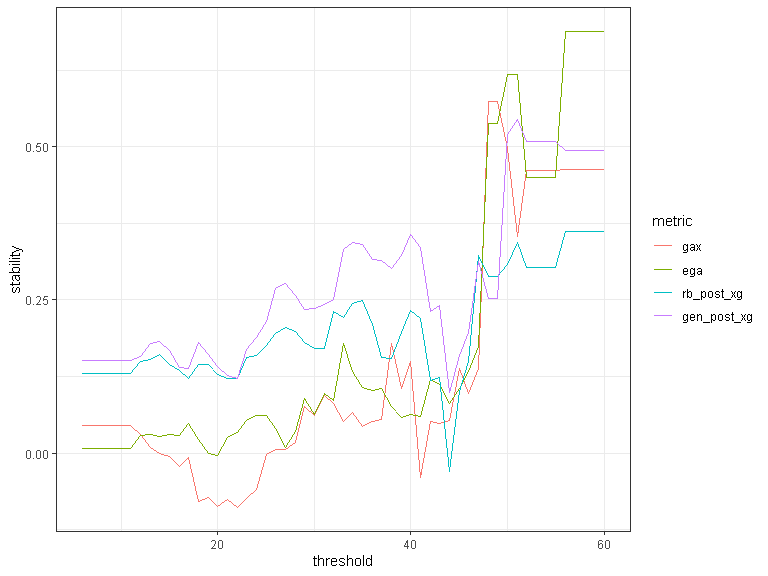 0.50
0.25
0.00
stability
20
40
60
threshold
metric
gax
ega
rb_post_xg
gen_post_xg